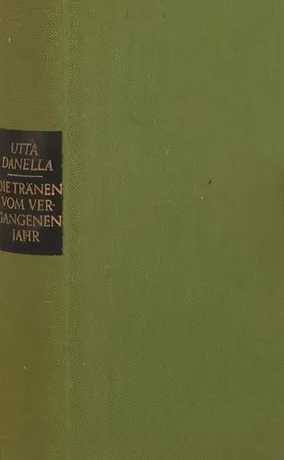 UTTA
DANELLA
DIE TRÄNEN
VOM VER-
GANGENEN
JAHR